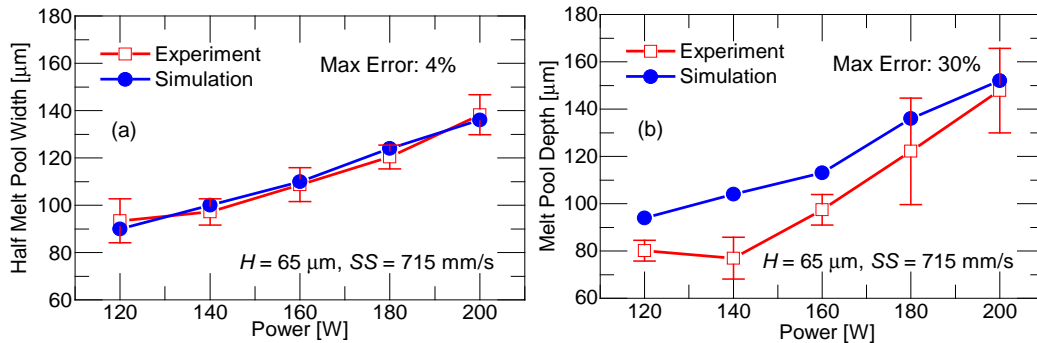 180
160
140
120
100
80
60
Half Melt Pool Width [μm]
Experiment
Simulation
Max Error: 4%
(a)
H = 65 μm, SS = 715 mm/s
120 140 160 180 200
Power [W]
180
160
140
120
100
80
60
Melt Pool Depth [μm]
Experiment
Simulation
Max Error: 30%
(b)
H = 65 μm, SS = 715 mm/s
120 140 160 180 200
Power [W]